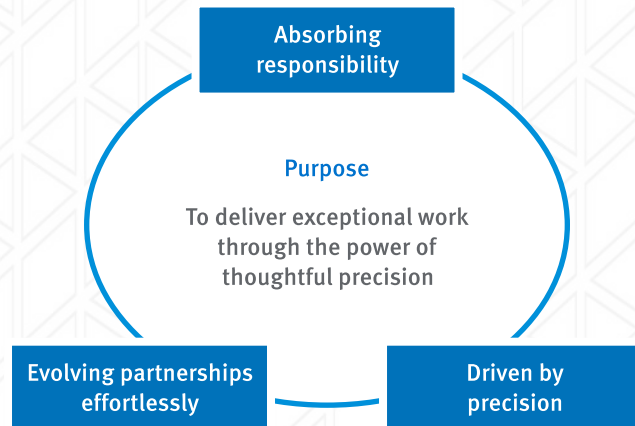 Absorbing
responsibility
Purpose
To deliver exceptional work
through the power of
thoughtful precision
Evolving partnerships
effortlessly
Driven by
precision